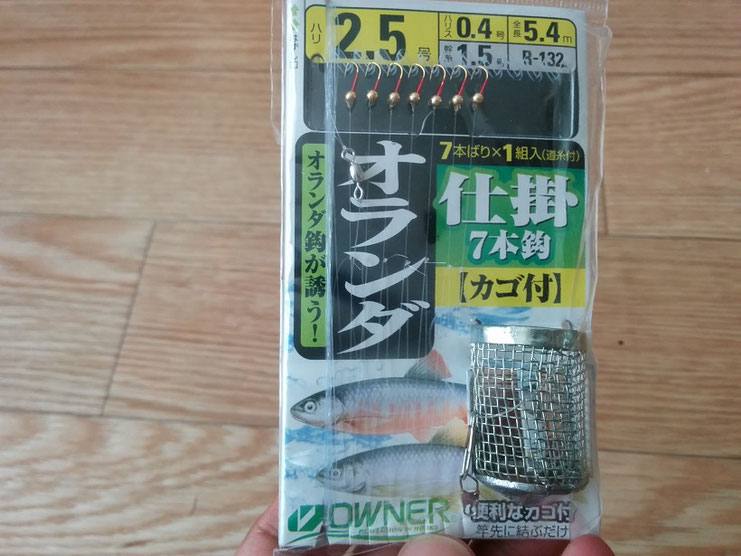 ハリ
2.5号
ハリス
0.4号
全長
5.4m
幹糸
1.5号
R-132
7本ばり×1組入(道糸付)
オランダ鈎が誘う!
オランダ
仕掛
7本鈎
【カゴ付】
OWNER
便利なカゴ付
竿先に結ぶだけ